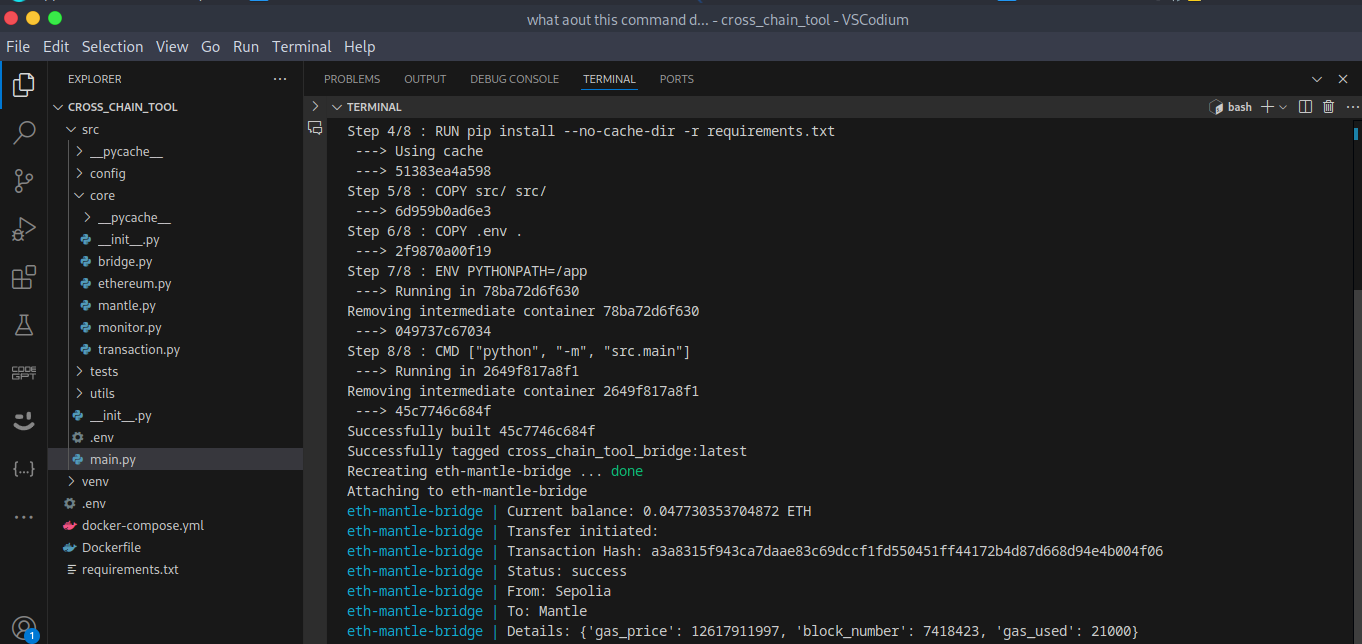 what aout this command d... - cross_chain_tool - VSCodium
File Edit Selection View Go Run Terminal Help
EXPLORER ...
PROBLEMS OUTPUT DEBUG CONSOLE TERMINAL PORTS
CROSS_CHAIN_TOOL
src
__pycache__
config
core
__pycache__
__init__.py
bridge.py
ethereum.py
mantle.py
monitor.py
transaction.py
tests
utils
__init__.py
.env
main.py
venv
.env
docker-compose.yml
Dockerfile
requirements.txt
CODE
GPT
{...}
1
TERMINAL
bash
Step 4/8 : RUN pip install --no-cache-dir -r requirements.txt
---> Using cache
---> 51383ea4a598
Step 5/8 : COPY src/ src/
---> 6d959b0ad6e3
Step 6/8 : COPY .env .
---> 2f9870a00f19
Step 7/8 : ENV PYTHONPATH=/app
---> Running in 78ba72d6f630
Removing intermediate container 78ba72d6f630
---> 049737c67034
Step 8/8 : CMD ["python", "-m", "src.main"]
---> Running in 2649f817a8f1
Removing intermediate container 2649f817a8f1
---> 45c7746c684f
Successfully built 45c7746c684f
Successfully tagged cross_chain_tool_bridge:latest
Recreating eth-mantle-bridge ... done
Attaching to eth-mantle-bridge
eth-mantle-bridge | Current balance: 0.047730353704872 ETH
eth-mantle-bridge | Transfer initiated:
eth-mantle-bridge | Transaction Hash: a3a8315f943ca7daae83c69dccf1fd550451ff44172b4d87d668d94e4b004f06
eth-mantle-bridge | Status: success
eth-mantle-bridge | From: Sepolia
eth-mantle-bridge | To: Mantle
eth-mantle-bridge | Details: {'gas_price': 12617911997, 'block_number': 7418423, 'gas_used': 21000}